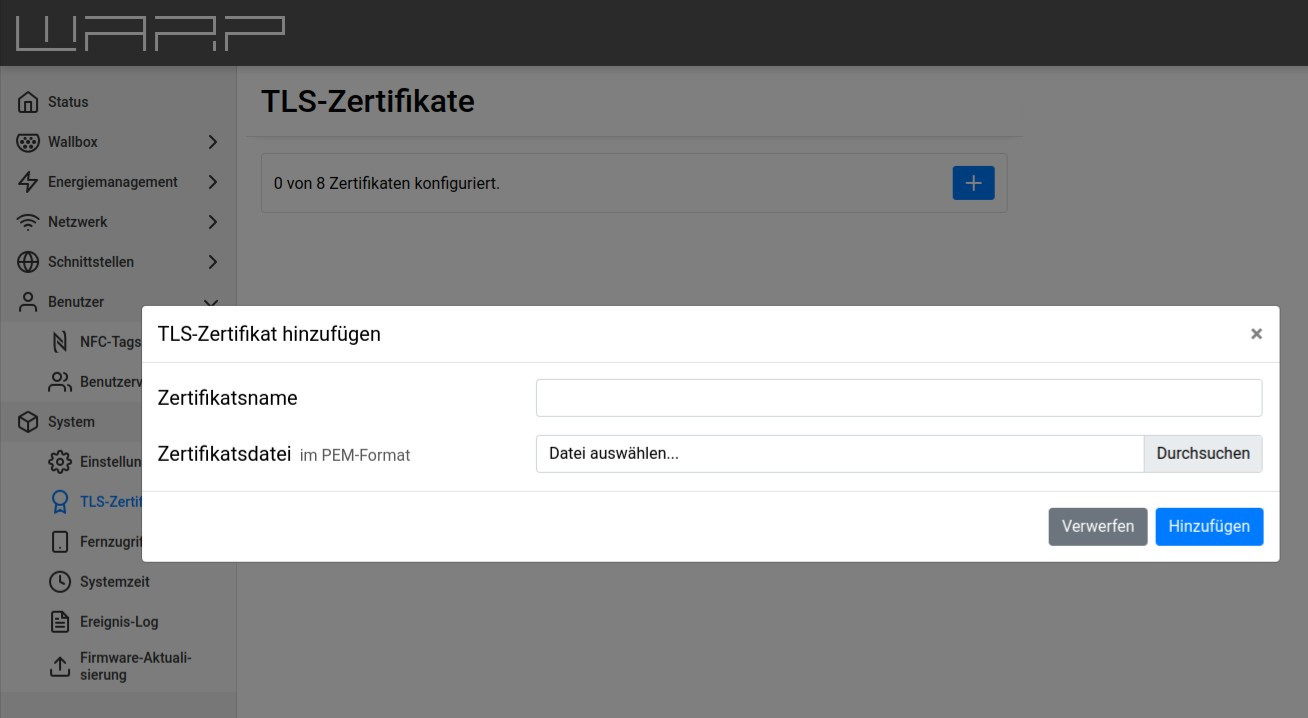 WARP
Status
Wallbox
Energiemanagement
Netzwerk
Schnittstellen
Benutzer
NFC-Tags
Benutzerv
System
Einstellun
TLS-Zertif
Fernzugrif
Systemzeit
Ereignis-Log
Firmware-Aktuali-
sierung
TLS-Zertifikate
0 von 8 Zertifikaten konfiguriert.
TLS-Zertifikat hinzufügen ×
Zertifikatsname
Zertifikatsdatei im PEM-Format Datei auswählen... Durchsuchen
Verwerfen Hinzufügen